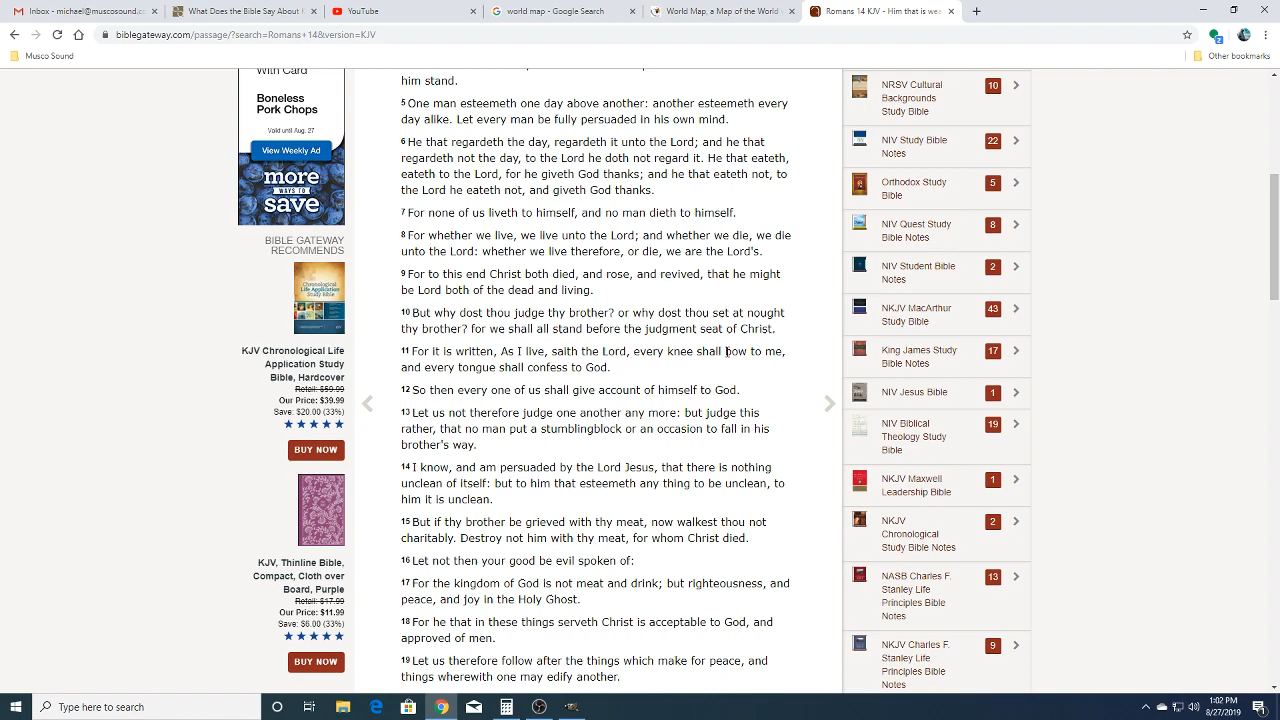 Inbox - michael@muscosound.c
What Does the Bible Say About
YouTube
world map - Google Search
World Map, a Map of the World
Romans 14 KJV - Him that is wea
biblegateway.com/passage/?search=Romans+14&version=KJV
2
Musco Sound
Other bookmarks
With Card
Boneless
Pork Chops
Valid until Aug. 27
View Weekly Ad
more
WAYS TO
save
BIBLE GATEWAY
RECOMMENDS
KJV Chronological Life
Application Study
Bible, Hardcover
Retail: $59.99
Our Price: $39.99
Save: $20.00 (33%)
BUY NOW
KJV, Thinline Bible,
Compact, Cloth over
Board, Purple
Retail: $17.99
Our Price: $11.99
Save: $6.00 (33%)
BUY NOW
him stand.
5 One man esteemeth one day above another: another esteemeth every
day alike. Let every man be fully persuaded in his own mind.
6 He that regardeth the day, regardeth it unto the Lord; and he that
regardeth not the day, to the Lord he doth not regard it. He that eateth,
eateth to the Lord, for he giveth God thanks; and he that eateth not, to
the Lord he eateth not, and giveth God thanks.
7 For none of us liveth to himself, and no man dieth to himself.
8 For whether we live, we live unto the Lord; and whether we die, we die
unto the Lord: whether we live therefore, or die, we are the Lord's.
9 For to this end Christ both died, and rose, and revived, that he might
be Lord both of the dead and living.
10 But why dost thou judge thy brother? or why dost thou set at nought
thy brother? for we shall all stand before the judgment seat of Christ.
11 For it is written, As I live, saith the Lord, every knee shall bow to me,
and every tongue shall confess to God.
12 So then every one of us shall give account of himself to God.
13 Let us not therefore judge one another any more: but judge this
rather, that no man put a stumblingblock or an occasion to fall in his
brother's way.
14 I know, and am persuaded by the Lord Jesus, that there is nothing
unclean of itself: but to him that esteemeth any thing to be unclean, to
him it is unclean.
15 But if thy brother be grieved with thy meat, now walkest thou not
charitably. Destroy not him with thy meat, for whom Christ died.
16 Let not then your good be evil spoken of:
17 For the kingdom of God is not meat and drink; but righteousness, and
peace, and joy in the Holy Ghost.
18 For he that in these things serveth Christ is acceptable to God, and
approved of men.
19 Let us therefore follow after the things which make for peace, and
things wherewith one may edify another.
NRSV Cultural
Backgrounds
Study Bible
10
NIV Study Bible
Notes
22
Orthodox Study
Bible
5
NIV Quest Study
Bible Notes
8
NIV Student Bible
Notes
2
NKJV MacArthur
Study Bible
43
King James Study
Bible Notes
17
NIV Jesus Bible
1
NIV Biblical
Theology Study
Bible
19
NKJV Maxwell
Leadership Bible
1
NKJV
Chronological
Study Bible Notes
2
NASB Charles F.
Stanley Life
Principles Bible
Notes
13
NKJV Charles F.
Stanley Life
Principles Bible
Notes
9
Type here to search
1:02 PM
8/27/2019